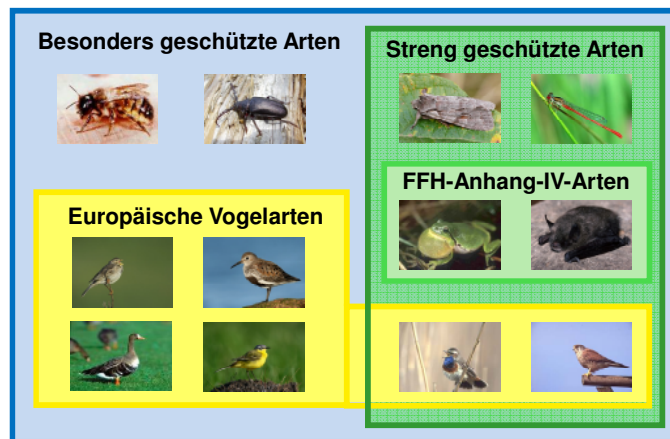 Besonders geschützte Arten
Streng geschützte Arten
FFH-Anhang-IV-Arten
Europäische Vogelarten